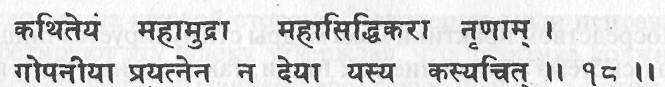 कथितेयं महामुद्रा महासिद्धिकरा नृणाम् ।
गोपनीया प्रयत्नेन न देया यस्य कस्यचित् ॥ १८ ॥